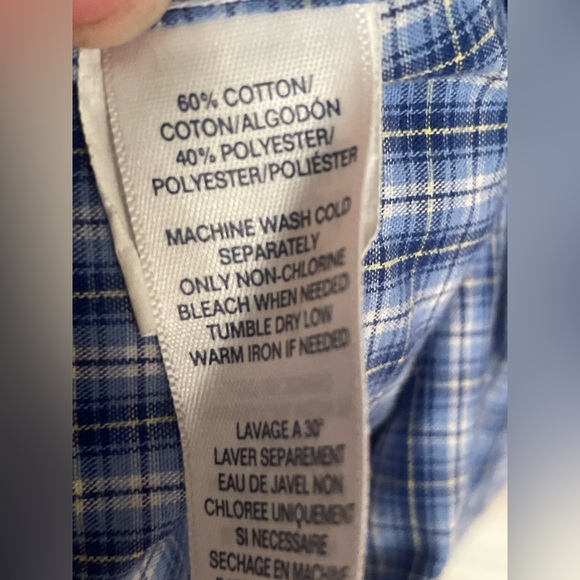 60% COTTON/
COTON/ALGODÓN
40% POLYESTER/
POLYESTER/POLIÉSTER
MACHINE WASH COLD
SEPARATELY
ONLY NON-CHLORINE
BLEACH WHEN NEEDED
TUMBLE DRY LOW
WARM IRON IF NEEDED
LAVAGE A 30°
LAVER SEPAREMENT
EAU DE JAVEL NON
CHLOREE UNIQUEMENT
SI NECESSAIRE
SECHAGE EN MACHINE